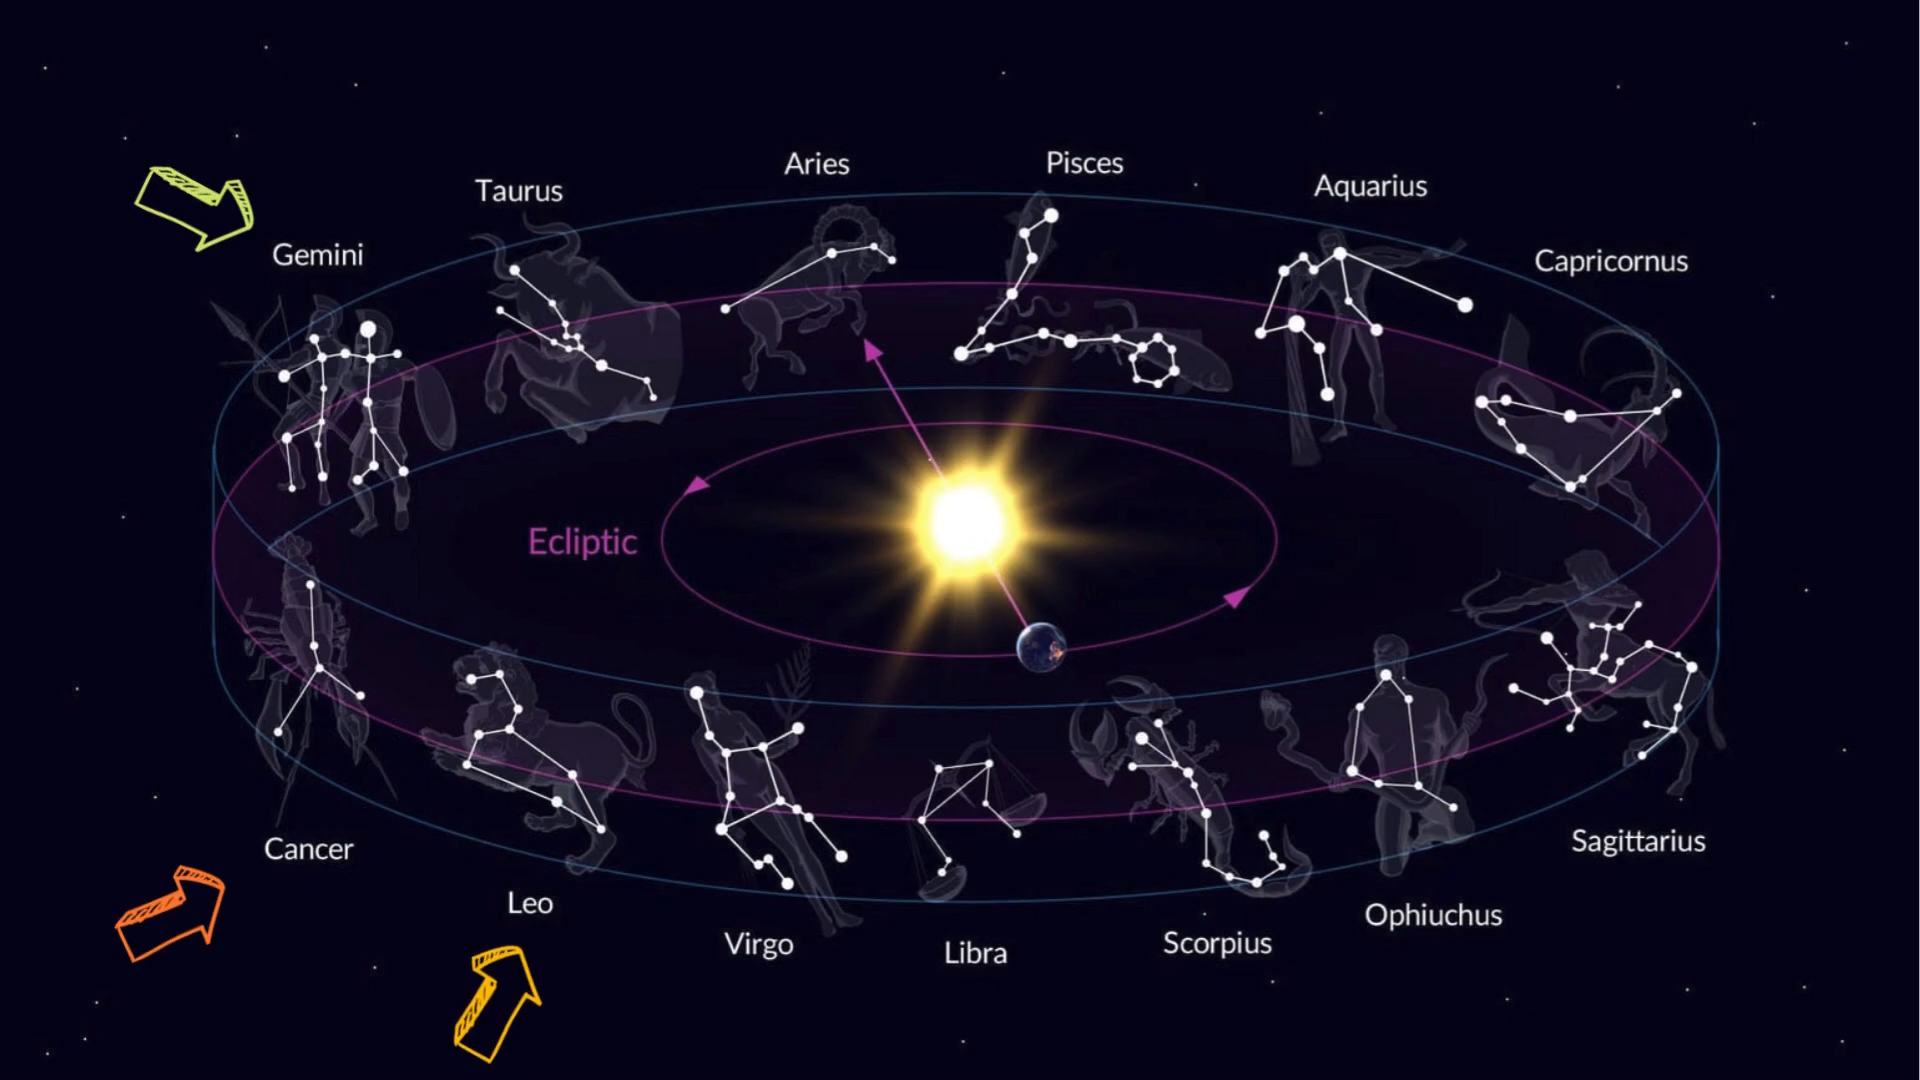 Aries
Pisces
Taurus
Aquarius
Gemini
Capricornus
Ecliptic
Cancer
Sagittarius
Leo
Ophiuchus
Virgo
Libra
Scorpius